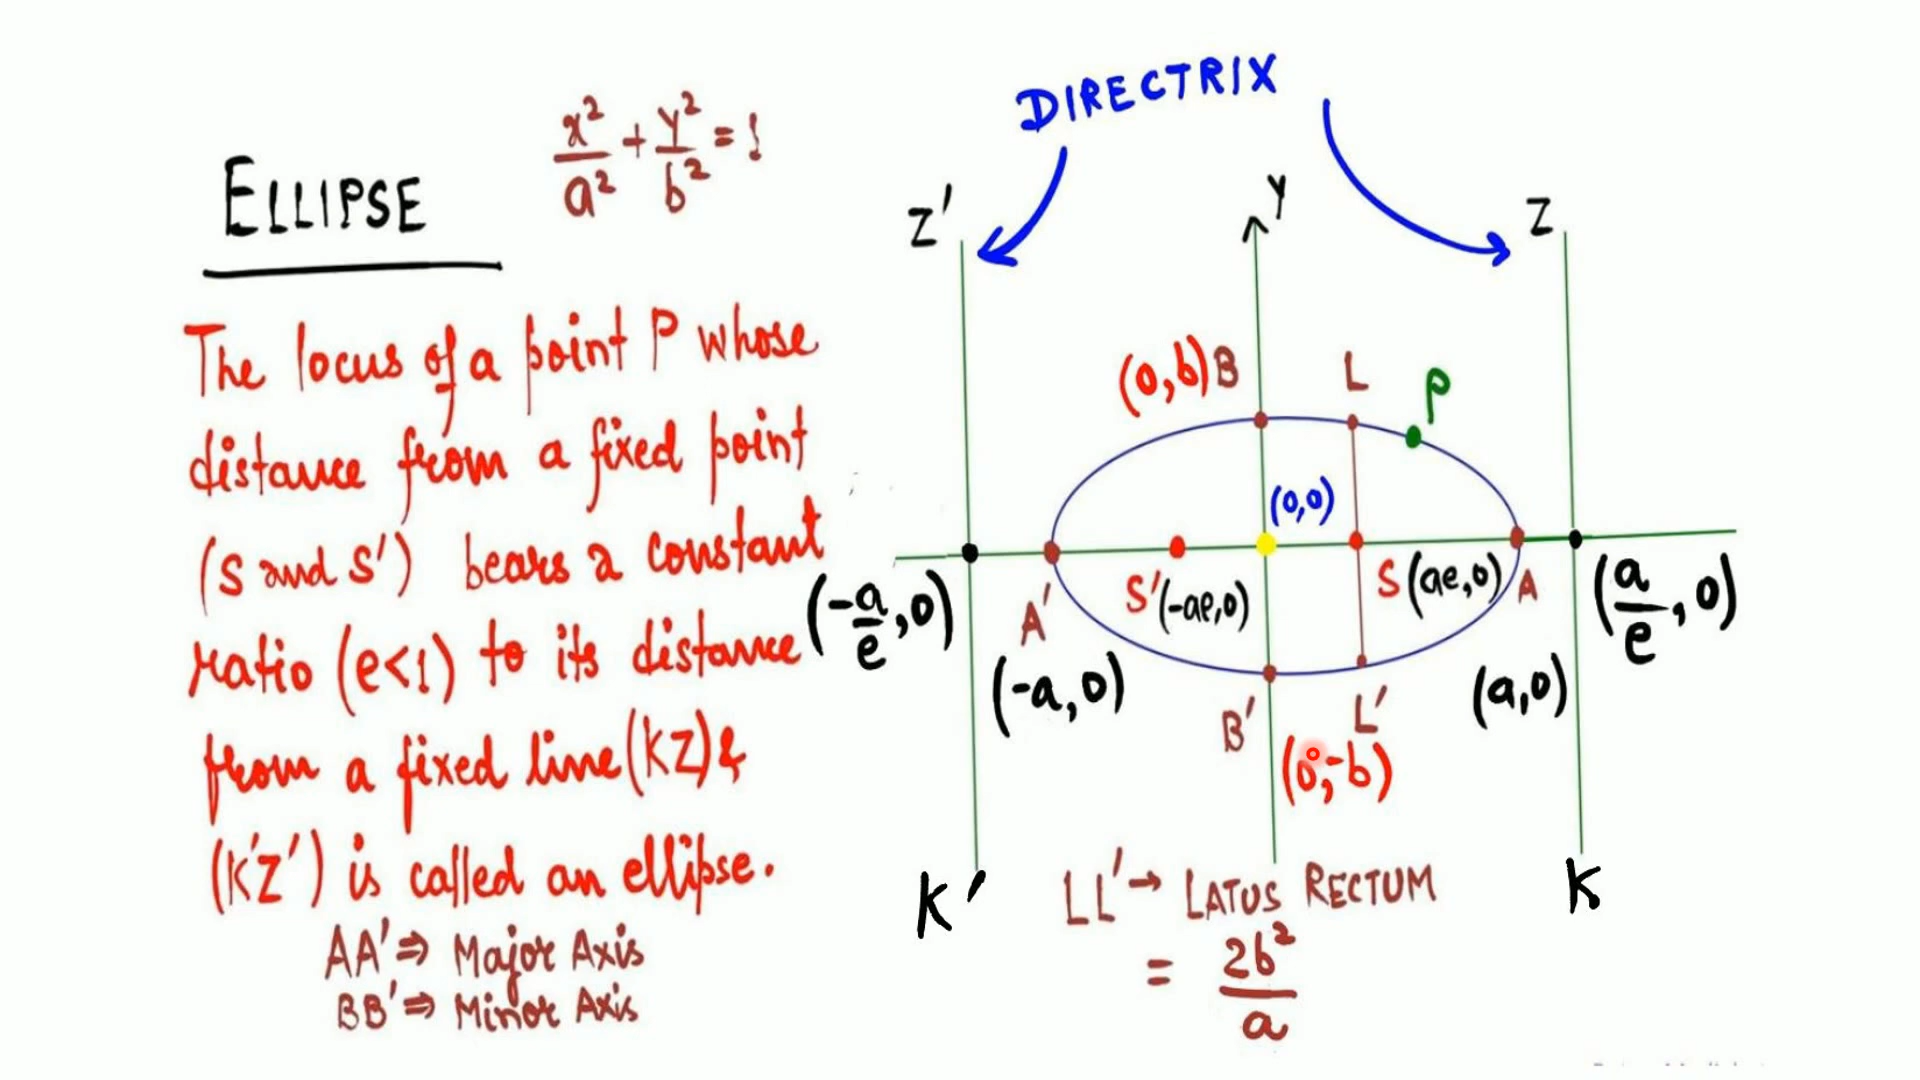 ELLIPSE
x²/a² + y²/b² = 1
The locus of a point P whose
distance from a fixed point
(S and S') bears a constant
ratio (e<1) to its distance
from a fixed line (KZ) &
(K'Z') is called an ellipse.
AA' ⇒ Major Axis
BB' ⇒ Minor Axis
DIRECTRIX
Z'
Y
Z
(0,b) B
L
P
(0,0)
(-a/e, 0)
A'
S' (-ae,0)
S (ae,0)
A
(a/e, 0)
(-a, 0)
(a,0)
B'
L'
(0,-b)
K'
K
LL' → LATUS RECTUM
= 2b²/a